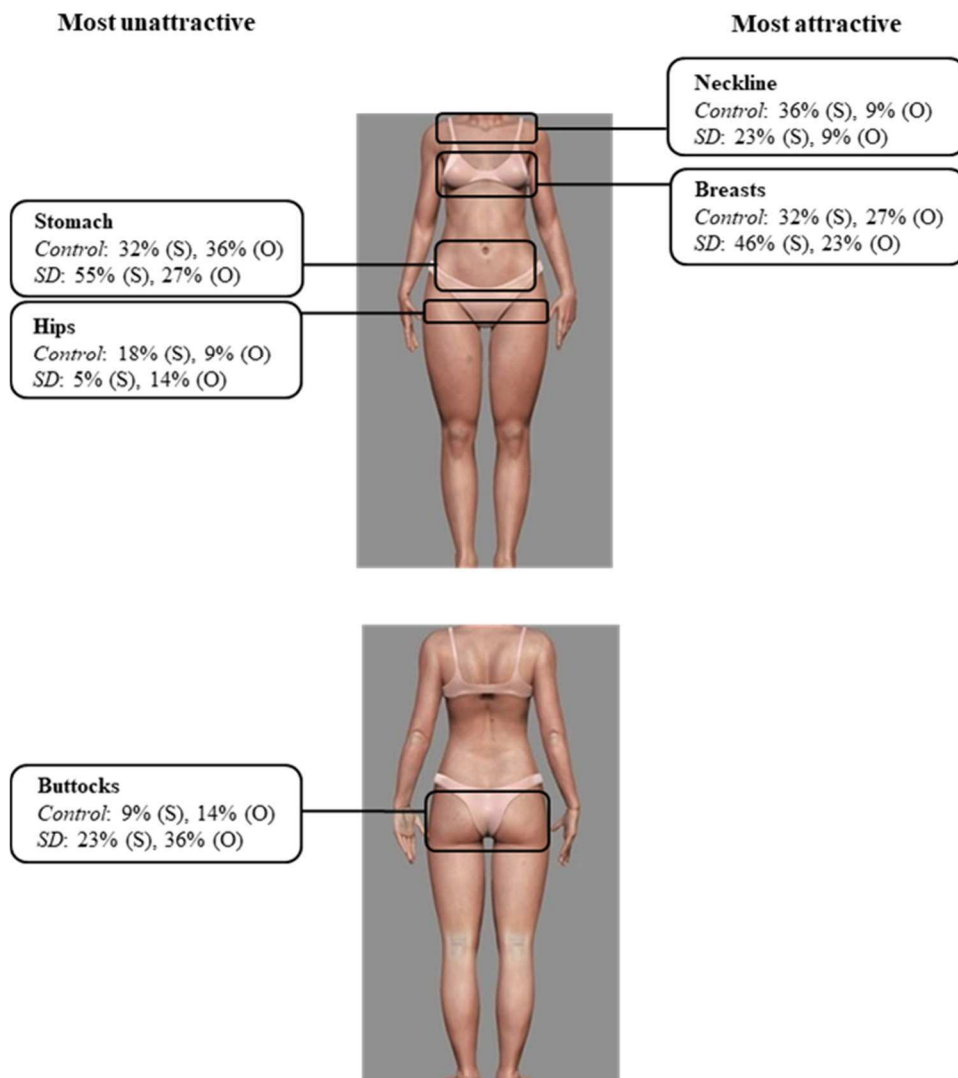 Most unattractive
Most attractive
Neckline
Control: 36% (S), 9% (O)
SD: 23% (S), 9% (O)
Breasts
Control: 32% (S), 27% (O)
SD: 46% (S), 23% (O)
Stomach
Control: 32% (S), 36% (O)
SD: 55% (S), 27% (O)
Hips
Control: 18% (S), 9% (O)
SD: 5% (S), 14% (O)
Buttocks
Control: 9% (S), 14% (O)
SD: 23% (S), 36% (O)